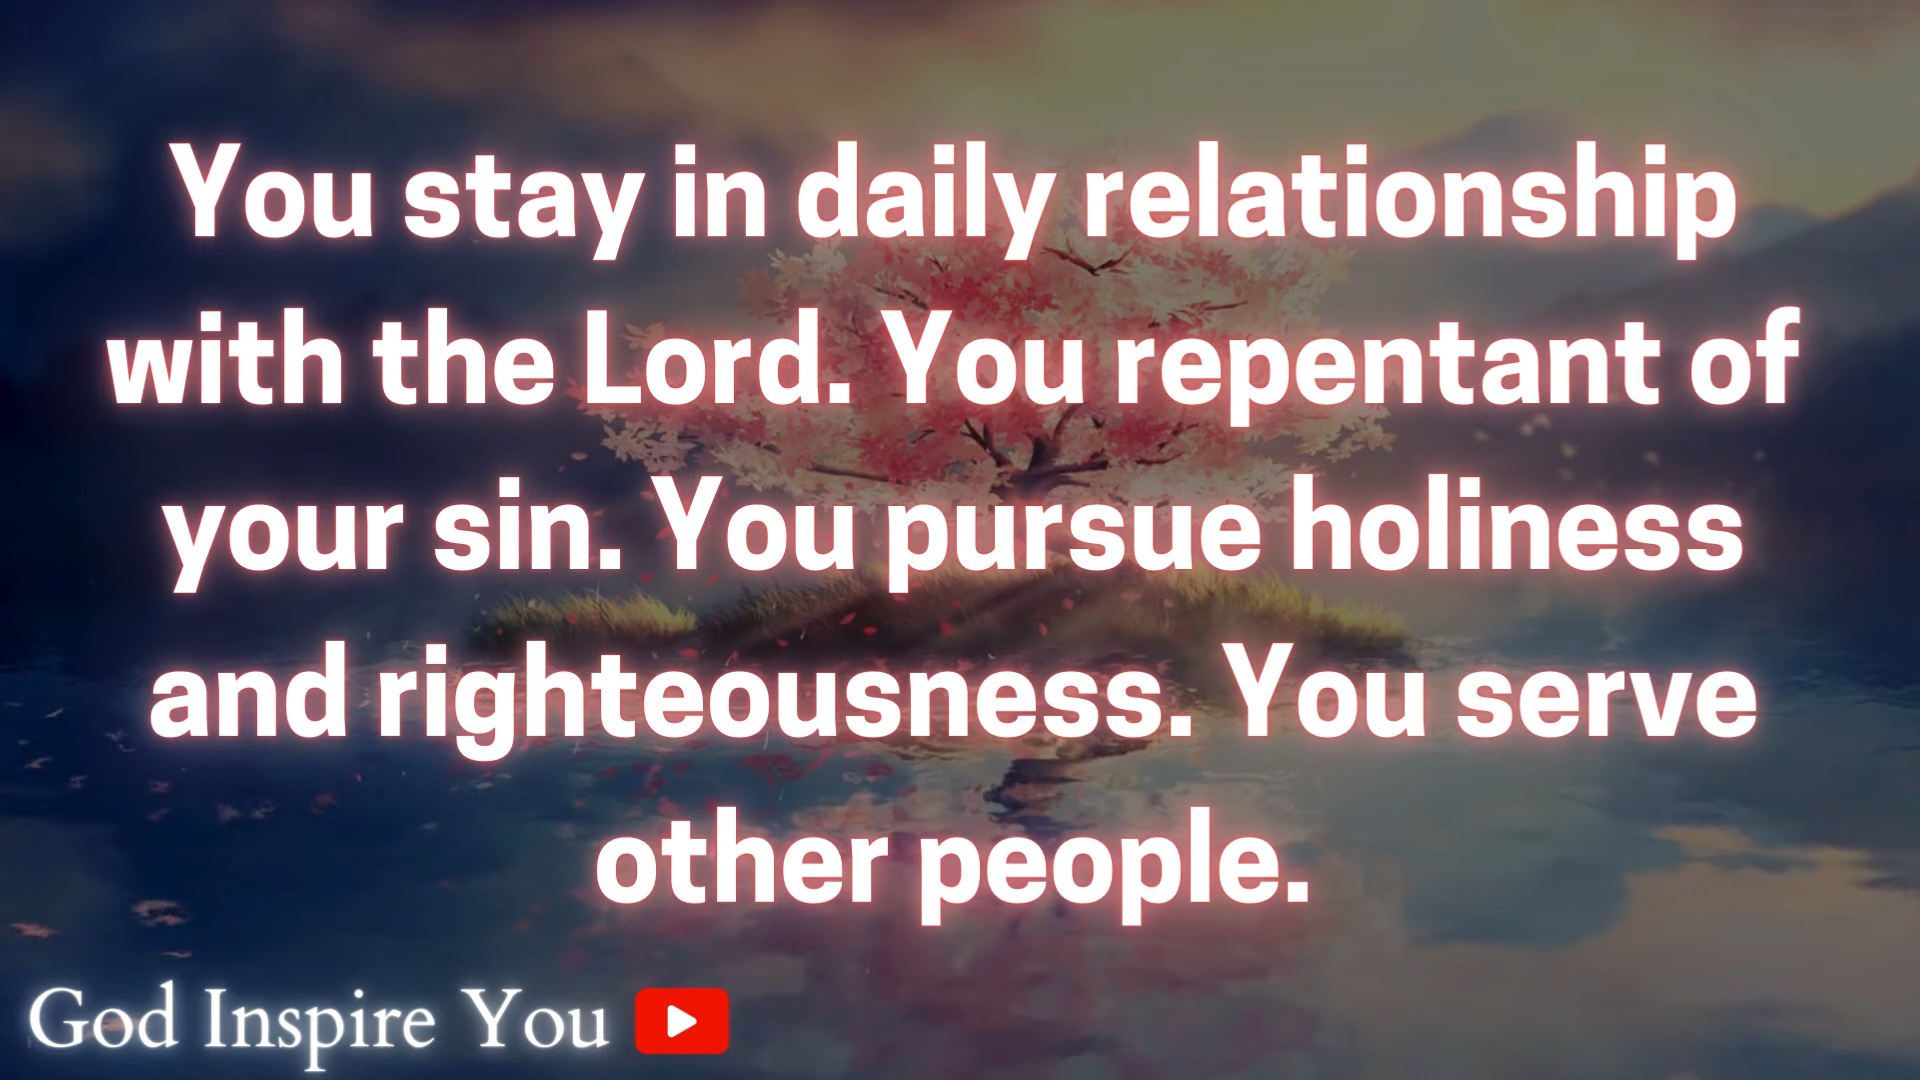 You stay in daily relationship
with the Lord. You repentant of
your sin. You pursue holiness
and righteousness. You serve
other people.
God Inspire You